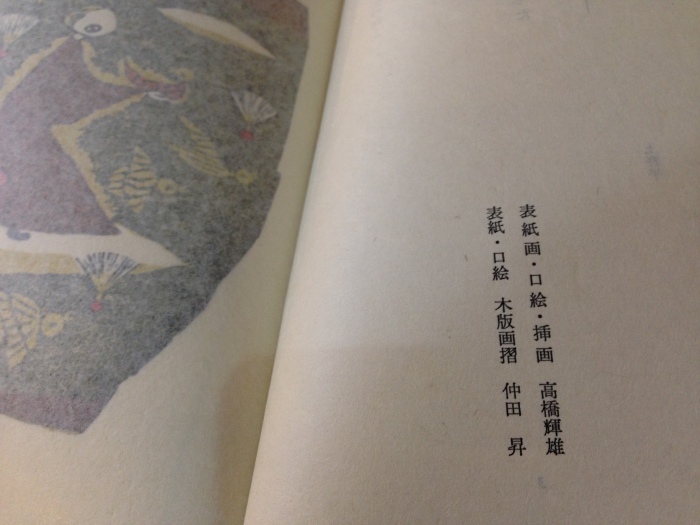 表紙画・口絵・挿画　高橋輝雄
表紙・口絵　木版画摺　仲田　昇